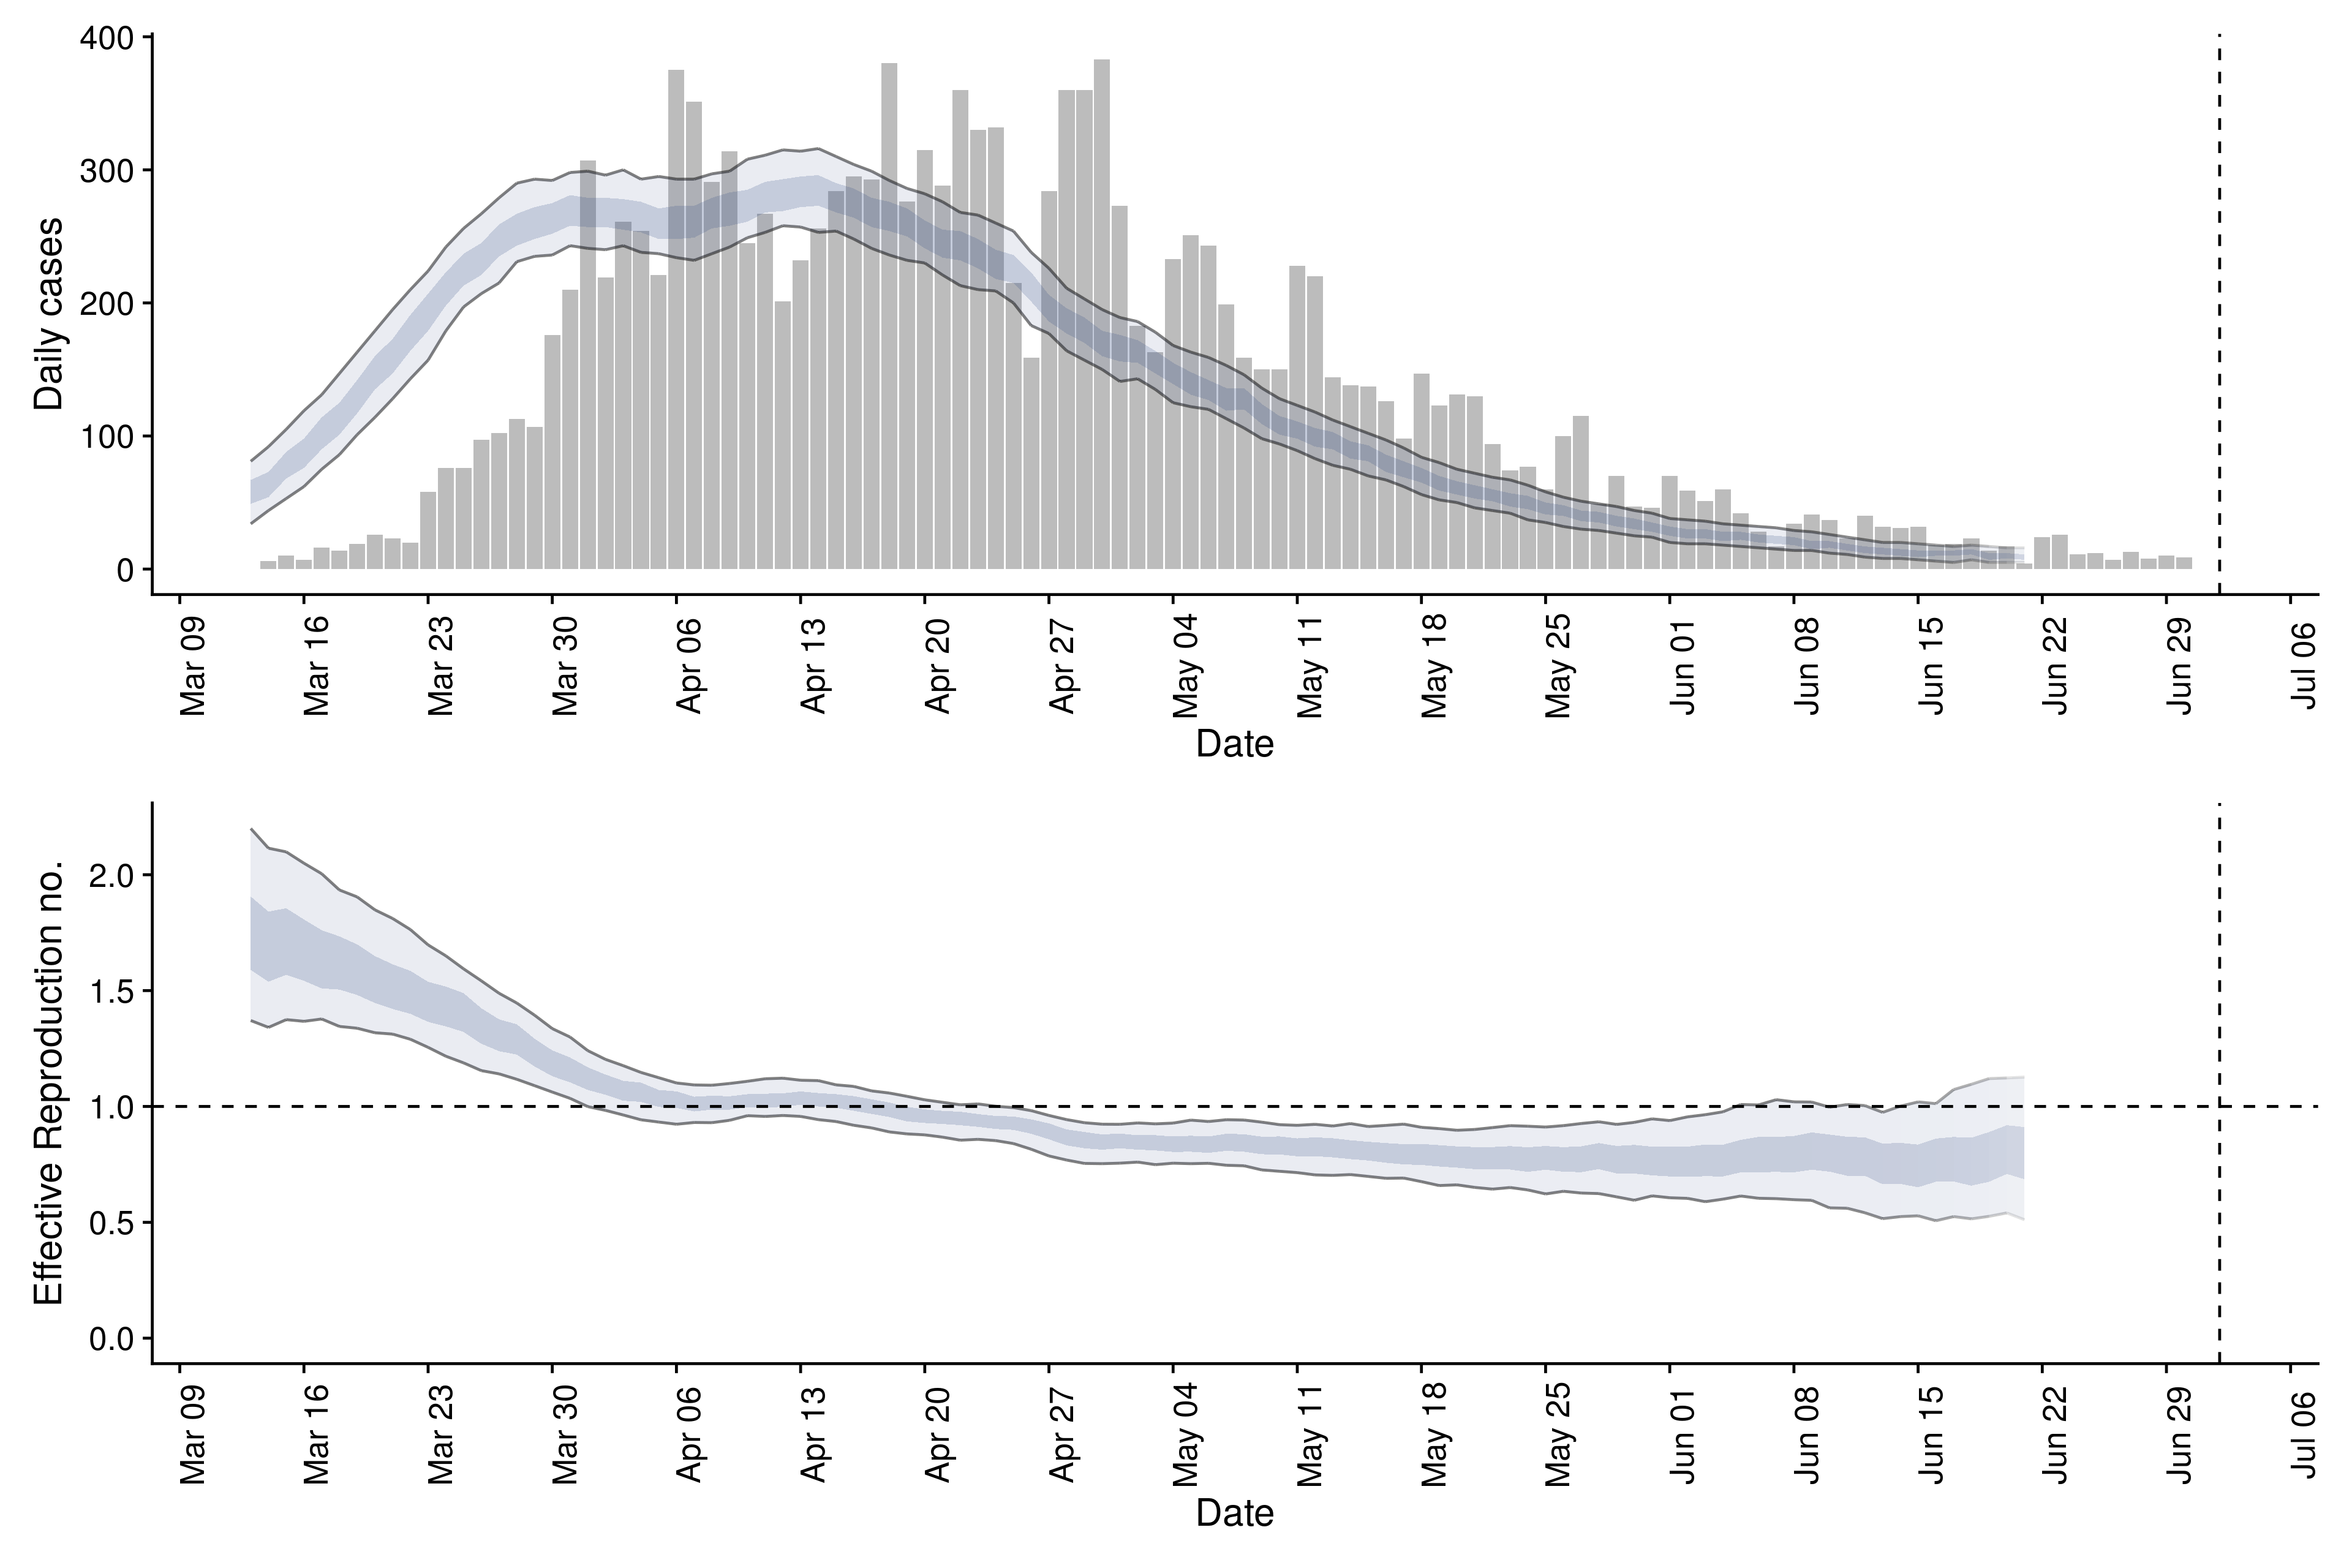 400
300
200
100
0
Daily cases
Mar 09
Mar 16
Mar 23
Mar 30
Apr 06
Apr 13
Apr 20
Apr 27
May 04
May 11
May 18
May 25
Jun 01
Jun 08
Jun 15
Jun 22
Jun 29
Jul 06
Date
2.0
1.5
1.0
0.5
0.0
Effective Reproduction no.
Mar 09
Mar 16
Mar 23
Mar 30
Apr 06
Apr 13
Apr 20
Apr 27
May 04
May 11
May 18
May 25
Jun 01
Jun 08
Jun 15
Jun 22
Jun 29
Jul 06
Date